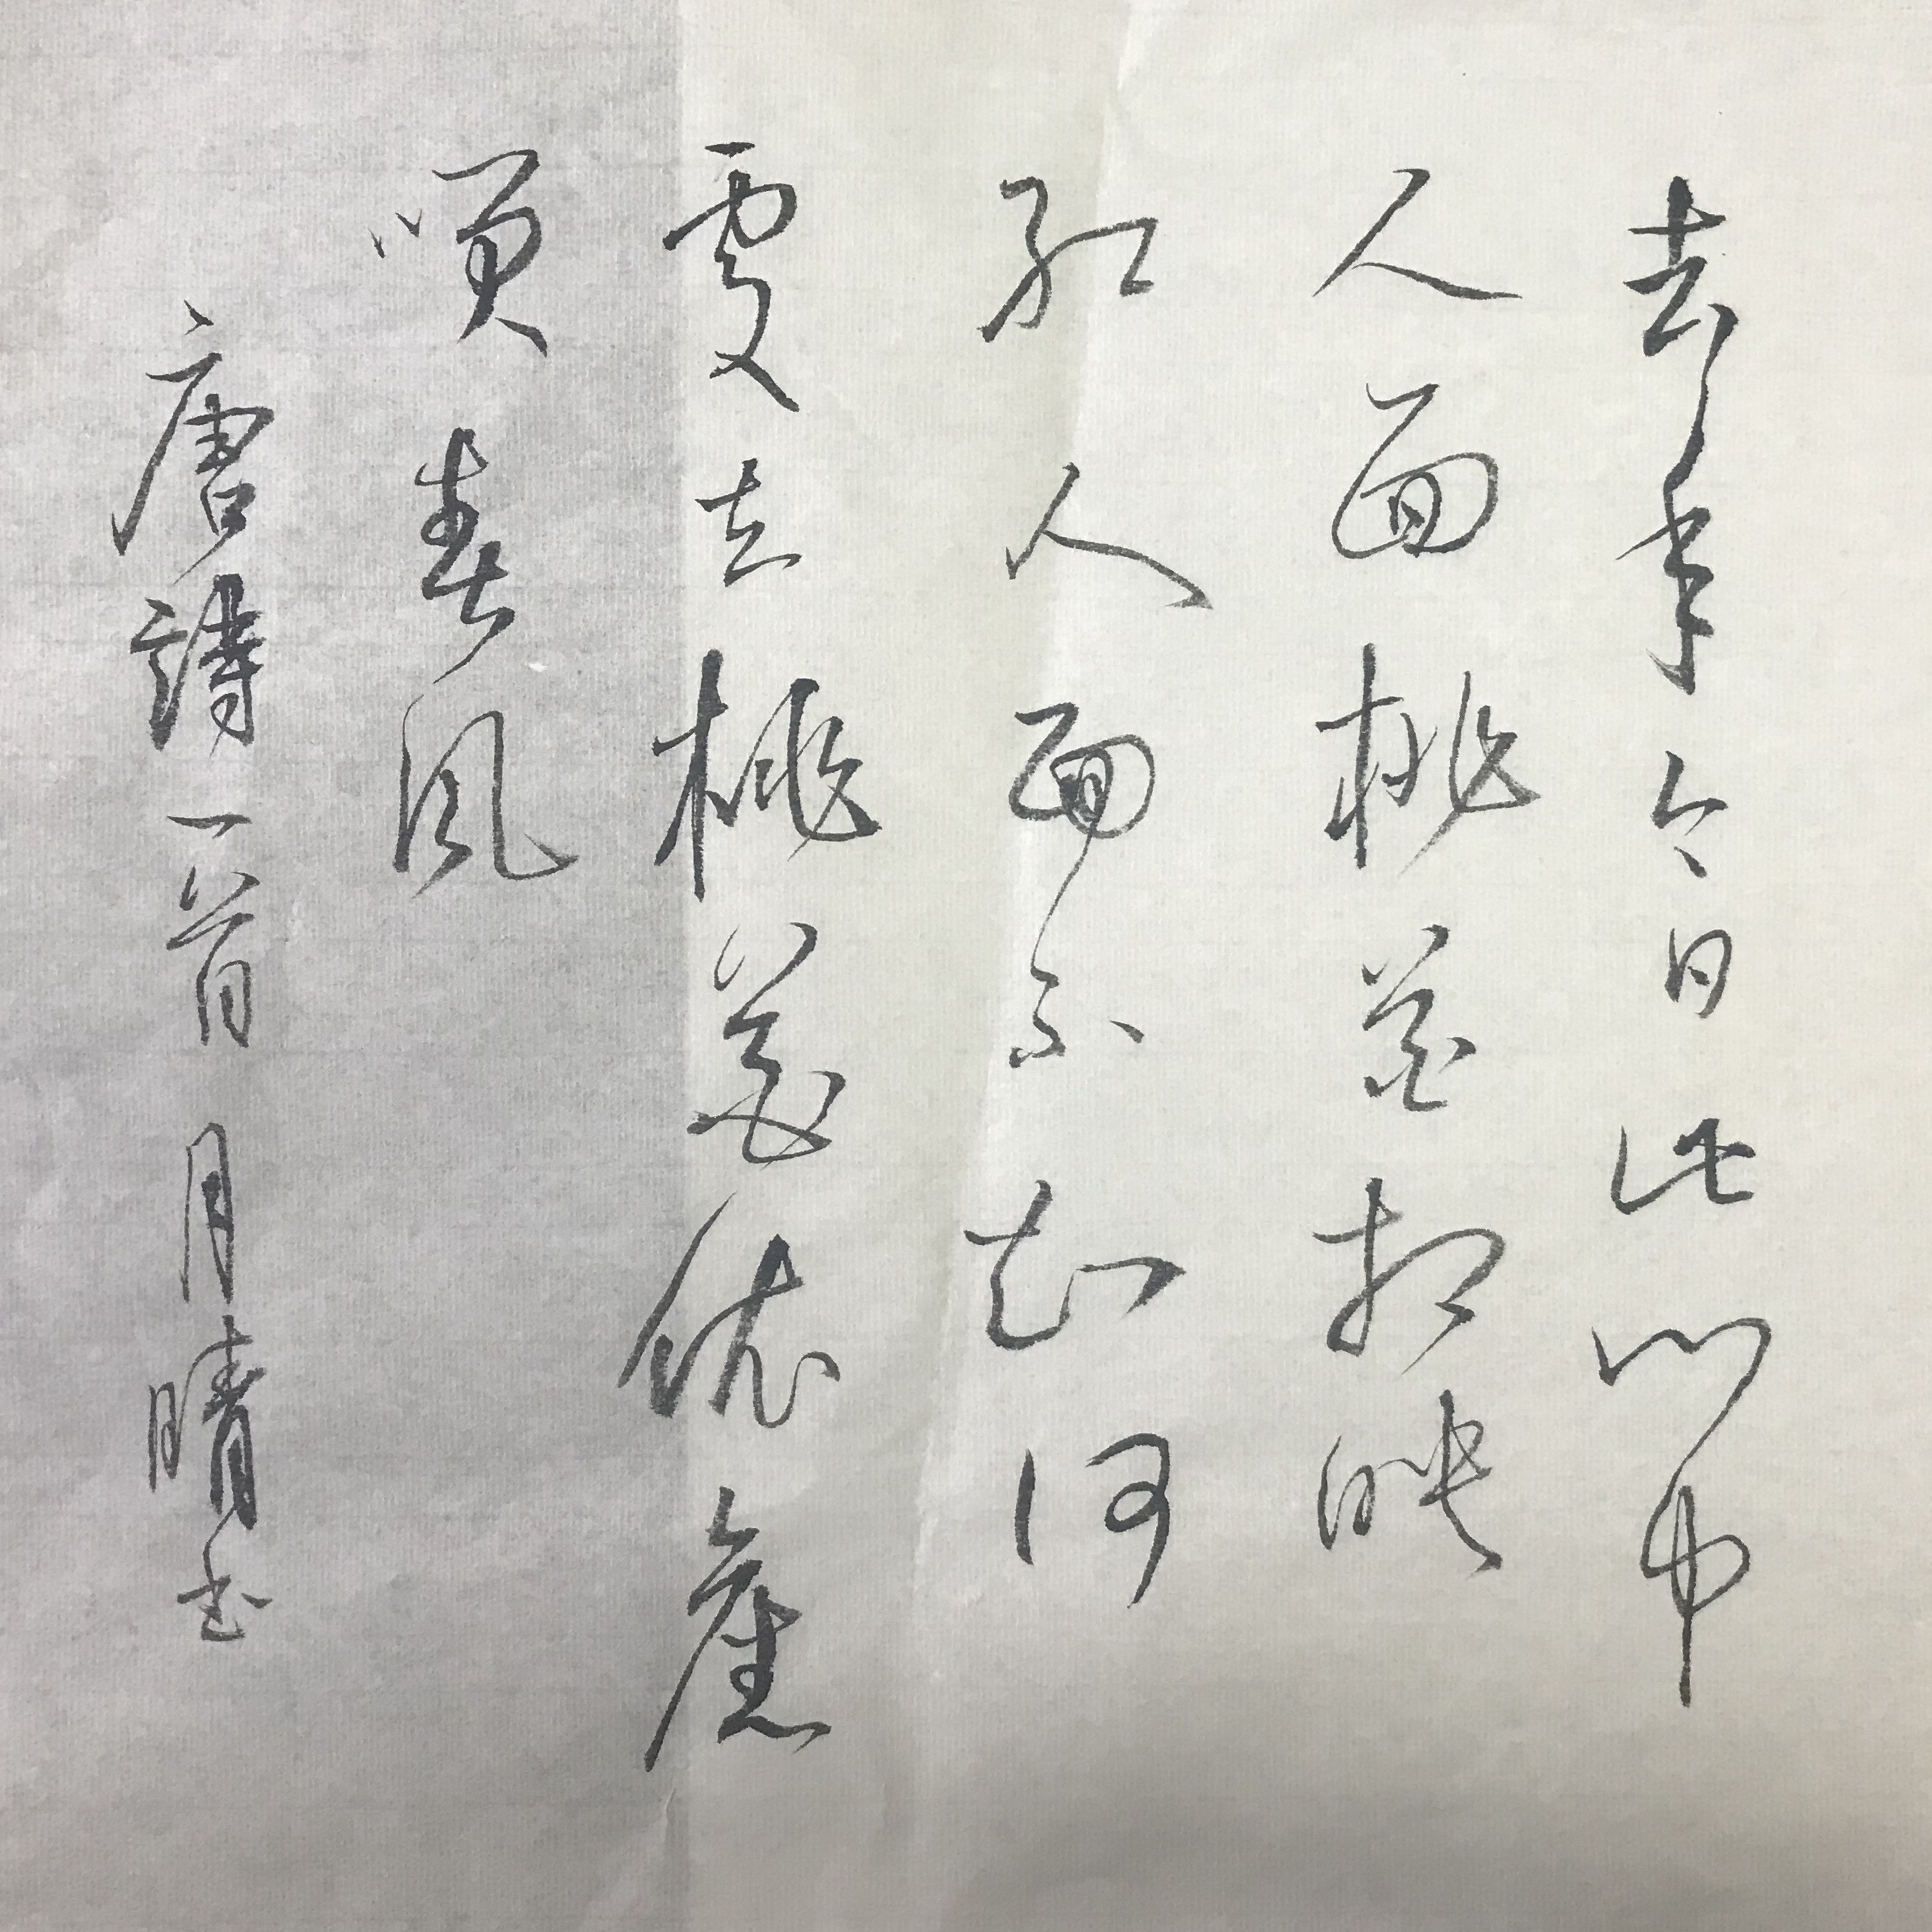 去年今日此門中
人面桃花相映
紅人面不知何
處去桃花依舊
笑春風
唐詩一首 月晴書